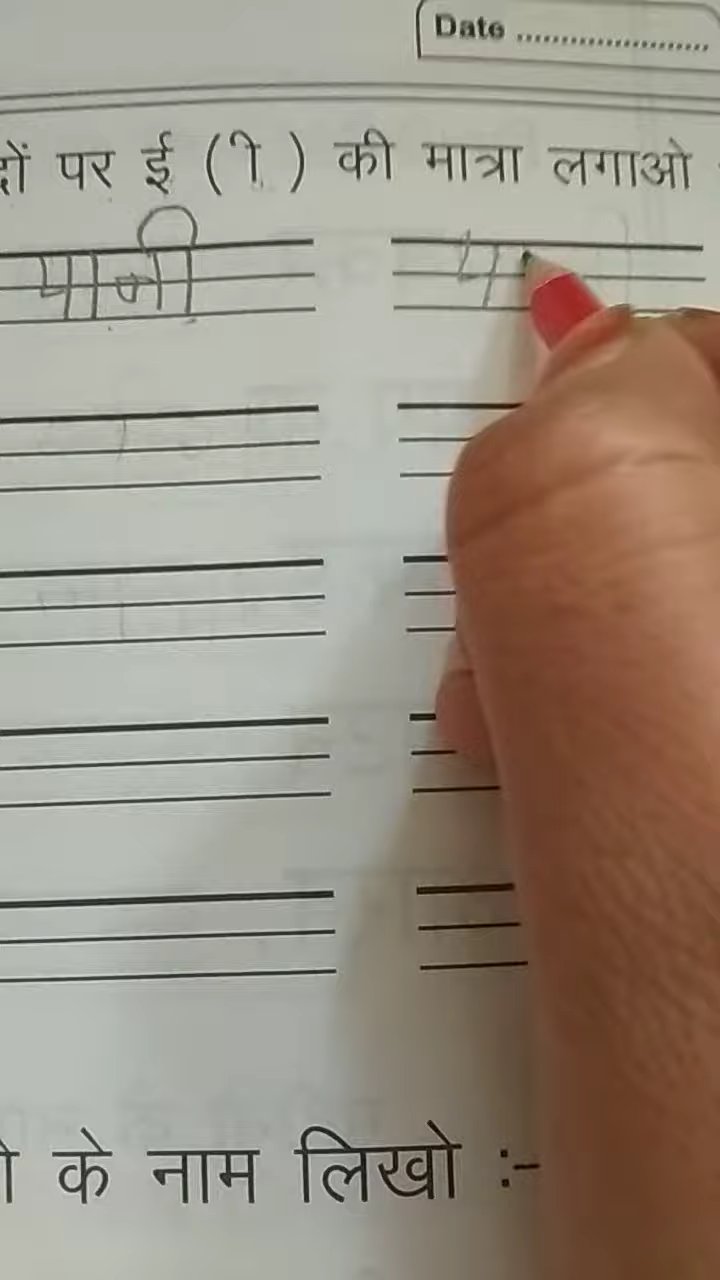 Date ........................
पर ई ( ी ) की मात्रा लगाओ
पानी प
के नाम लिखो :-